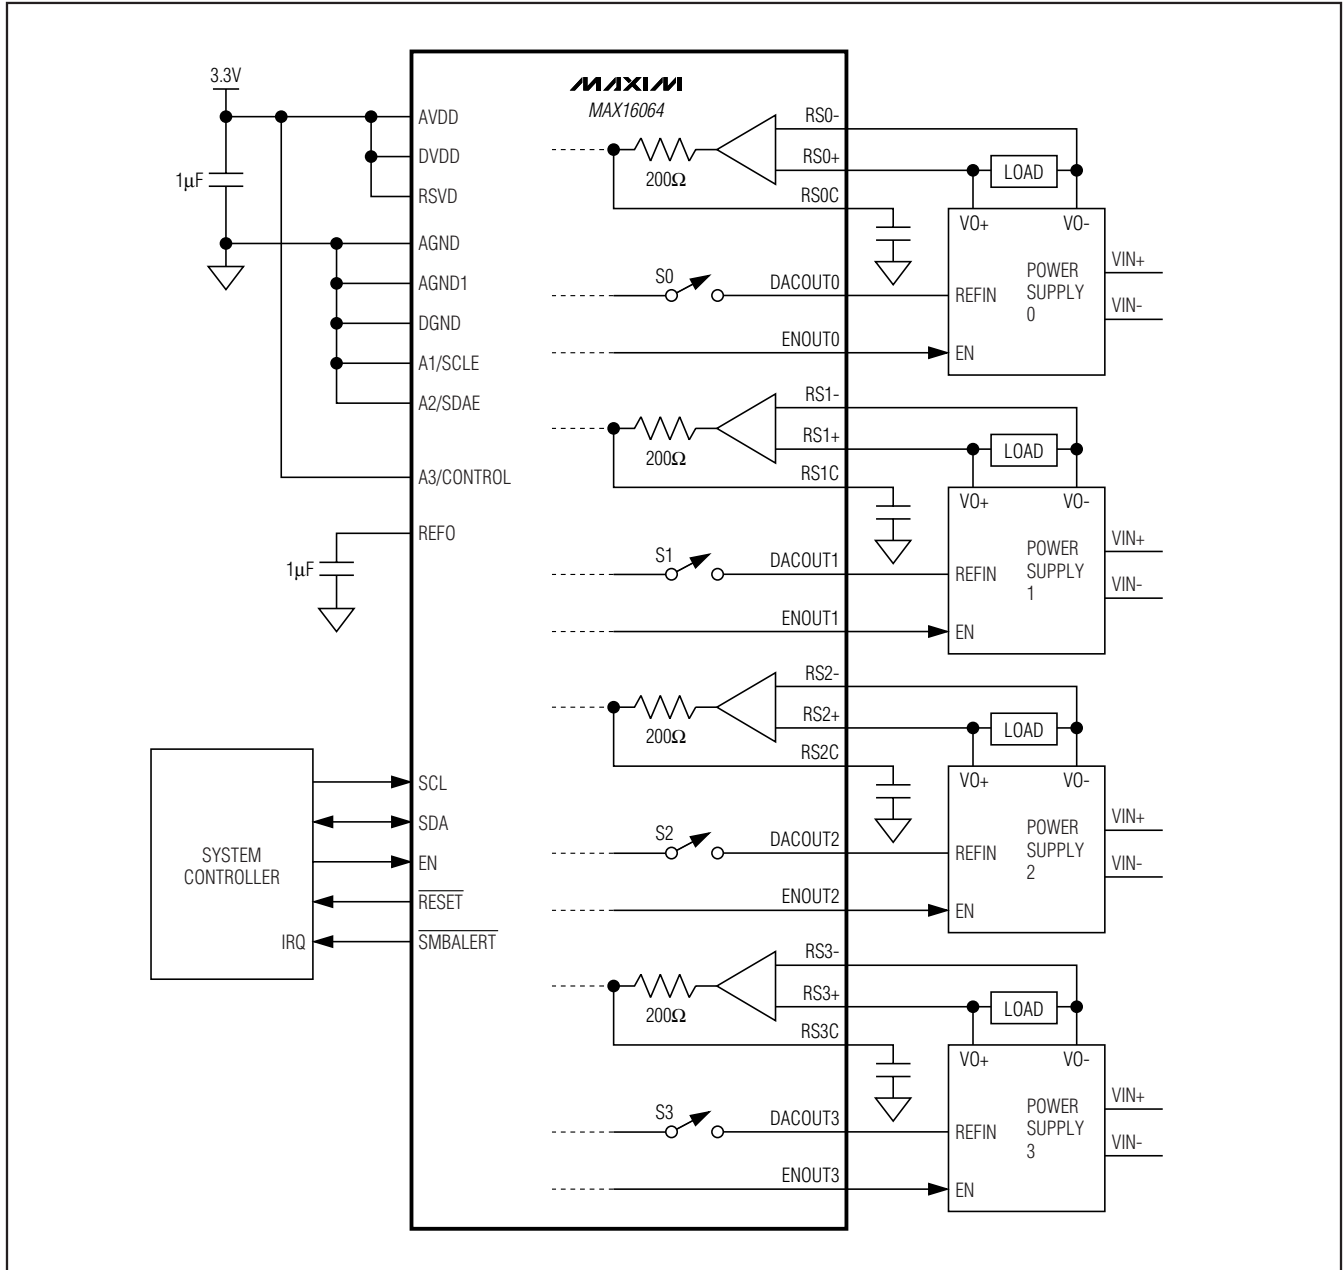 3.3V
1µF
AVDD
DVDD
RSVD
AGND
AGND1
DGND
A1/SCLE
A2/SDAE
A3/CONTROL
REFO
1µF
SYSTEM
CONTROLLER
IRQ
SCL
SDA
EN
RESET
SMBALERT
MAXIM
MAX16064
200Ω
RS0-
RS0+
RS0C
LOAD
VO+
VO-
S0
DACOUT0
REFIN
POWER
SUPPLY
0
VIN+
VIN-
ENOUT0
EN
200Ω
RS1-
RS1+
RS1C
LOAD
VO+
VO-
S1
DACOUT1
REFIN
POWER
SUPPLY
1
VIN+
VIN-
ENOUT1
EN
200Ω
RS2-
RS2+
RS2C
LOAD
VO+
VO-
S2
DACOUT2
REFIN
POWER
SUPPLY
2
VIN+
VIN-
ENOUT2
EN
200Ω
RS3-
RS3+
RS3C
LOAD
VO+
VO-
S3
DACOUT3
REFIN
POWER
SUPPLY
3
VIN+
VIN-
ENOUT3
EN